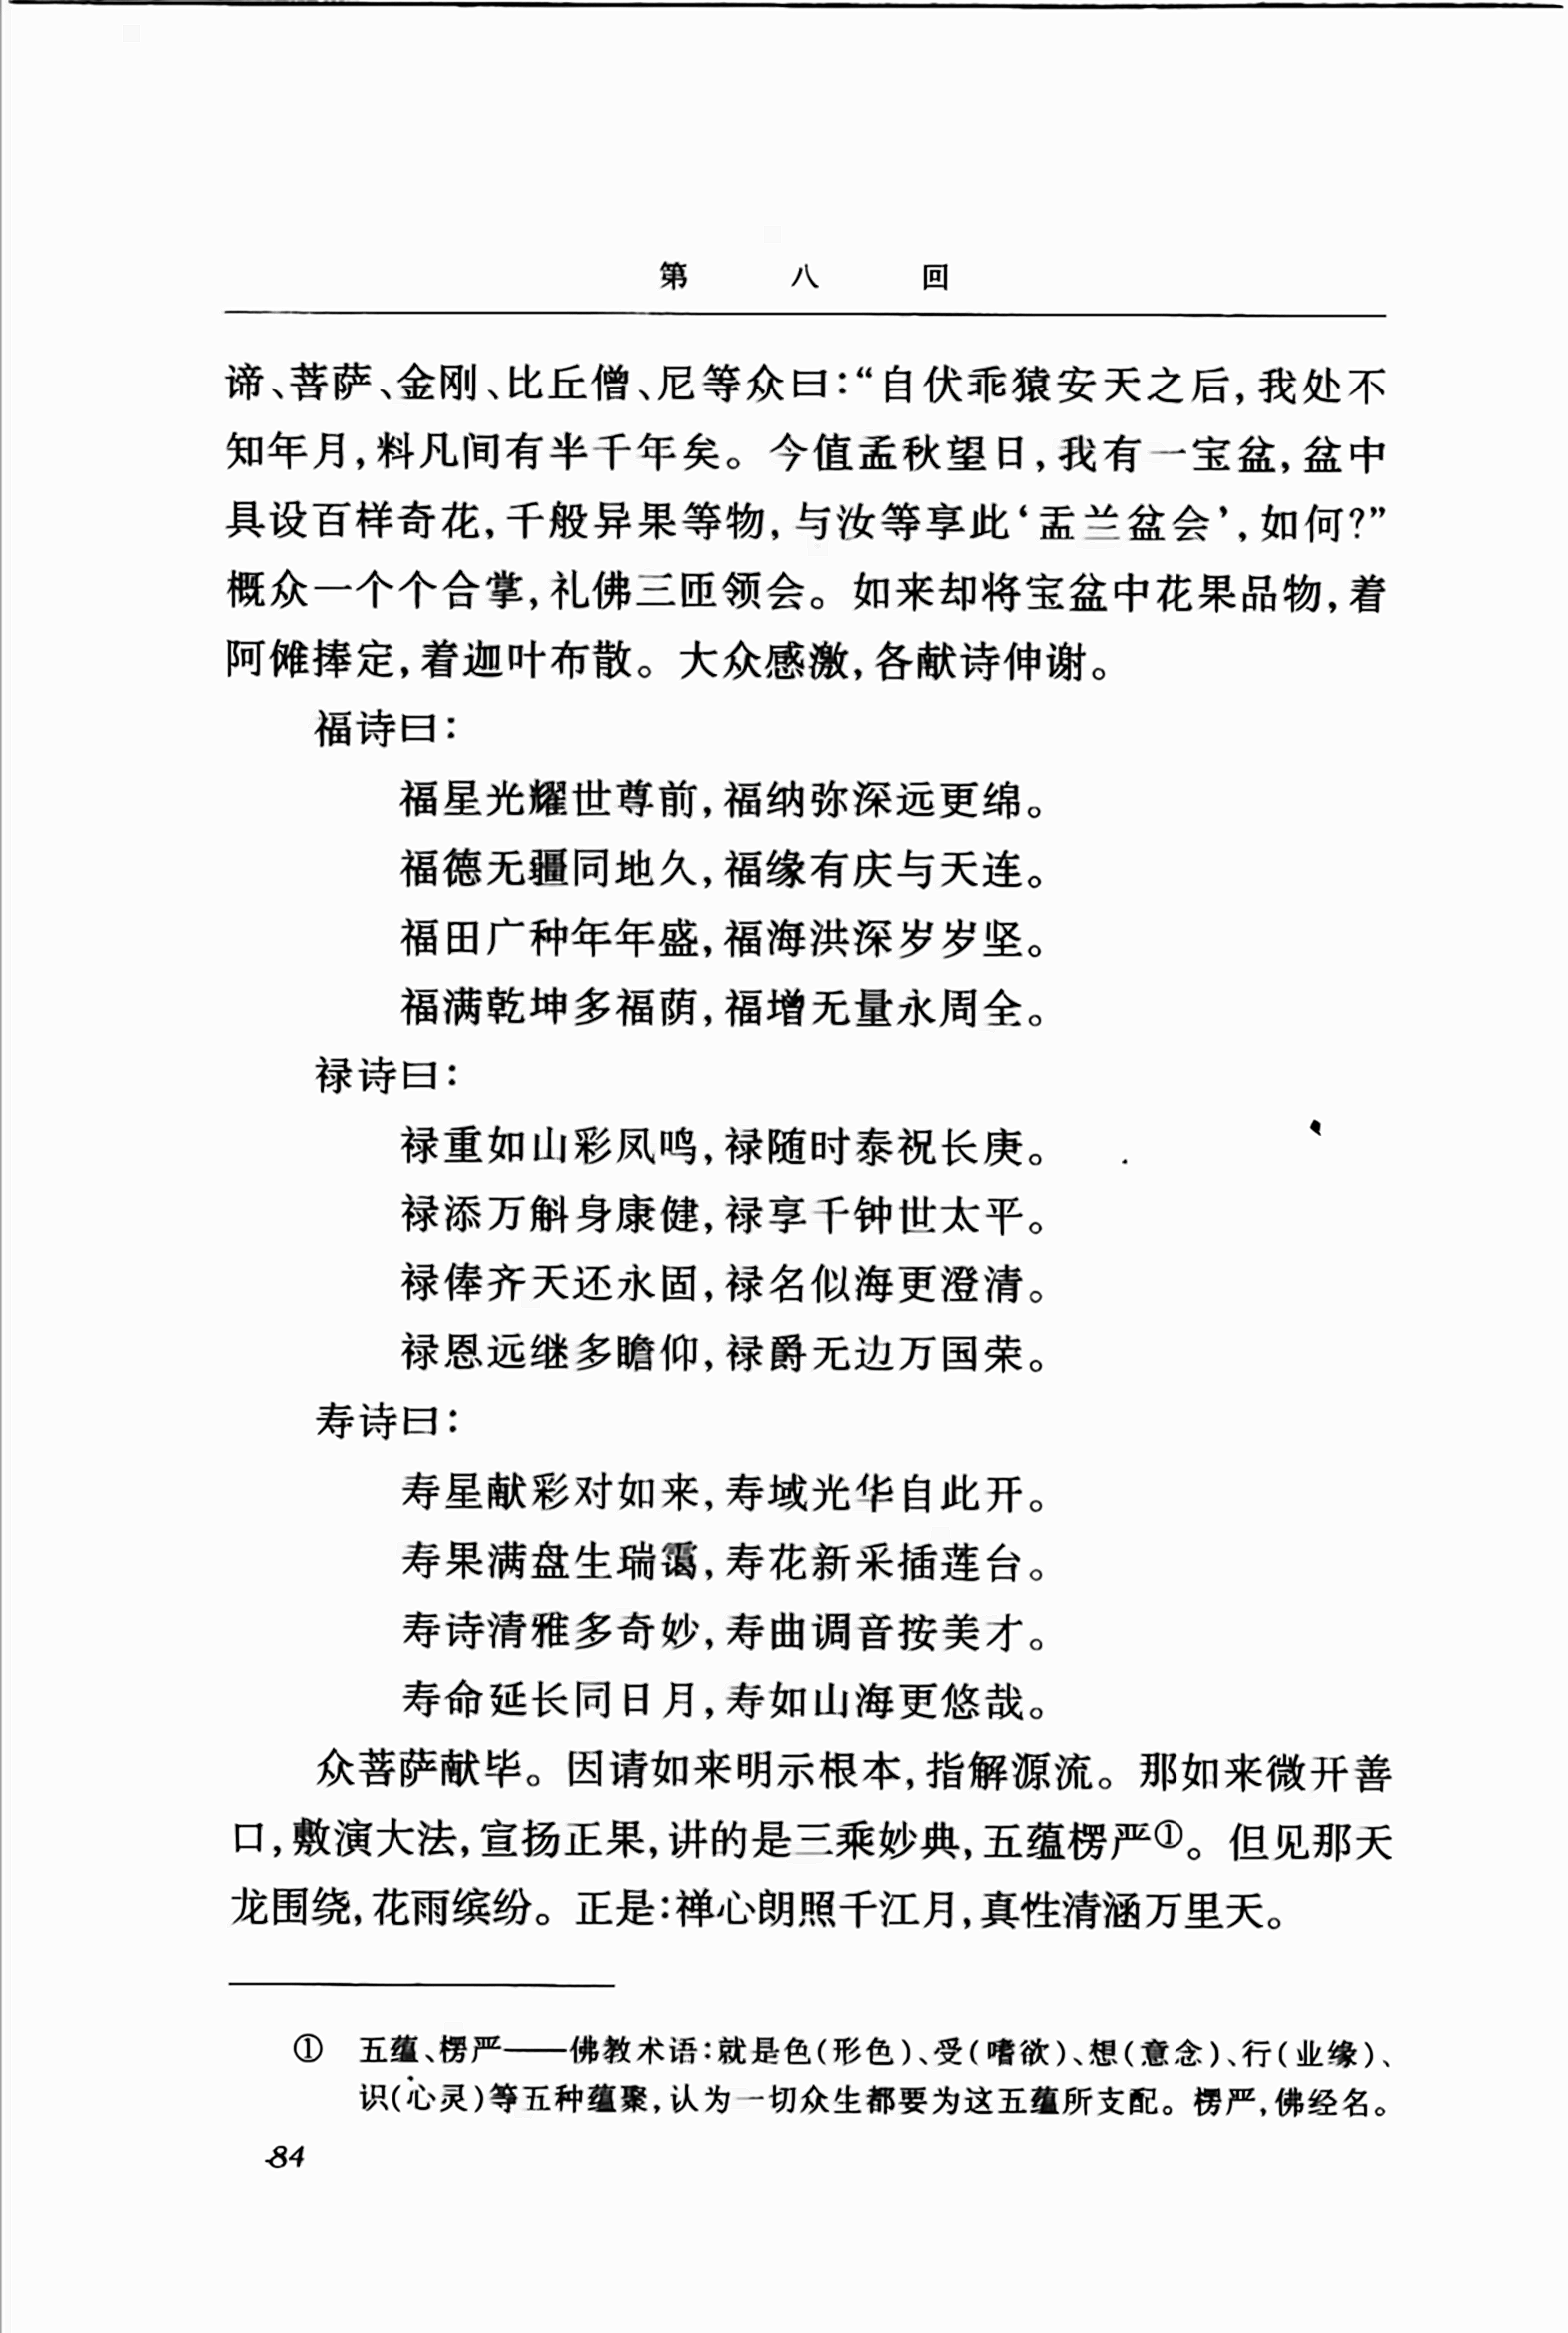 第八回
谛、菩萨、金刚、比丘僧、尼等众曰：“自伏乖猿安天之后，我处不
知年月，料凡间有半千年矣。今值孟秋望日，我有一宝盆，盆中
具设百样奇花，千般异果等物，与汝等享此‘盂兰盆会’，如何？”
概众一个个合掌，礼佛三匝领会。如来却将宝盆中花果品物，着
阿傩捧定，着迦叶布散。大众感激，各献诗伸谢。
福诗曰：
福星光耀世尊前，福纳弥深远更绵。
福德无疆同地久，福缘有庆与天连。
福田广种年年盛，福海洪深岁岁坚。
福满乾坤多福荫，福增无量永周全。
禄诗曰：
禄重如山彩凤鸣，禄随时泰祝长庚。
禄添万斛身康健，禄享千钟世太平。
禄俸齐天还永固，禄名似海更澄清。
禄恩远继多瞻仰，禄爵无边万国荣。
寿诗曰：
寿星献彩对如来，寿域光华自此开。
寿果满盘生瑞霭，寿花新采插莲台。
寿诗清雅多奇妙，寿曲调音按美才。
寿命延长同日月，寿如山海更悠哉。
众菩萨献毕。因请如来明示根本，指解源流。那如来微开善
口，敷演大法，宣扬正果，讲的是三乘妙典，五蕴楞严①。但见那天
龙围绕，花雨缤纷。正是：禅心朗照千江月，真性清涵万里天。
① 五蕴、楞严——佛教术语：就是色(形色)、受(嗜欲)、想(意念)、行(业缘)、
识(心灵)等五种蕴聚，认为一切众生都要为这五蕴所支配。楞严，佛经名。
84